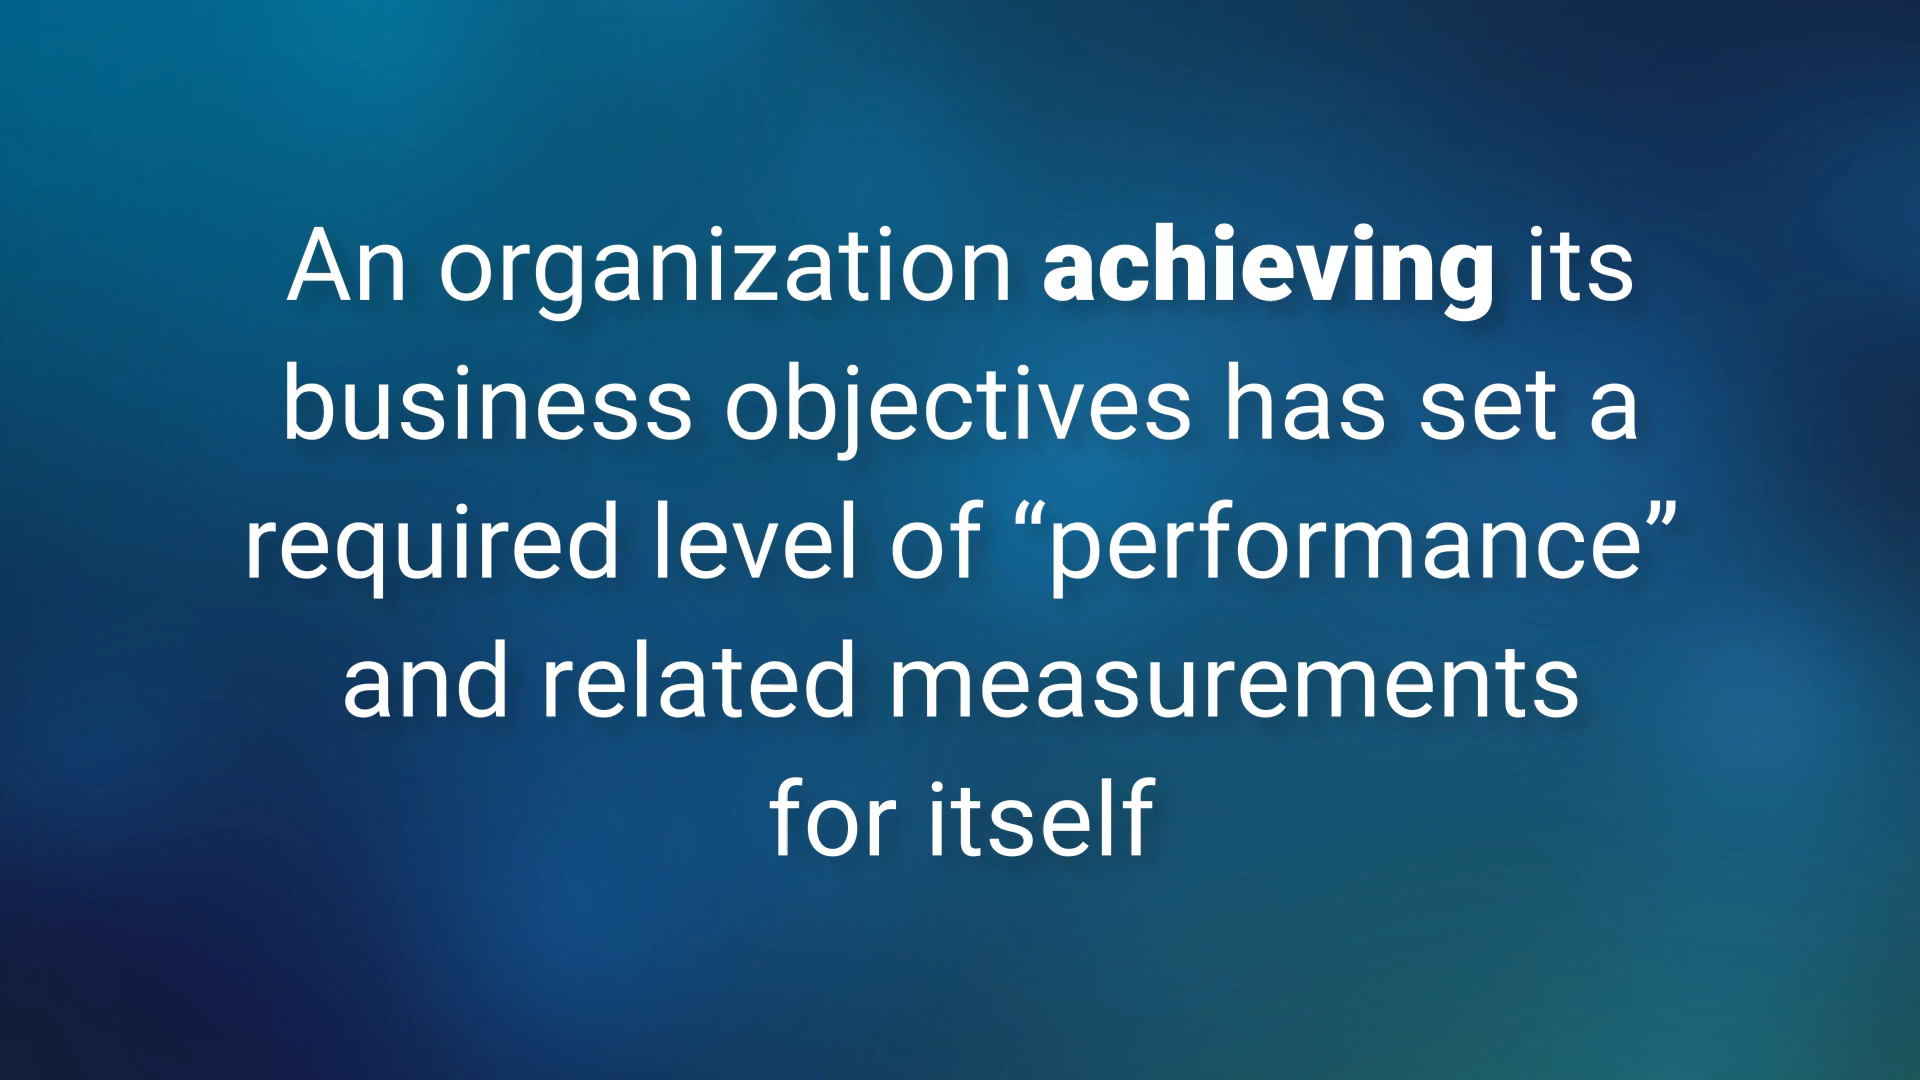 An organization achieving its
business objectives has set a
required level of “performance”
and related measurements
for itself